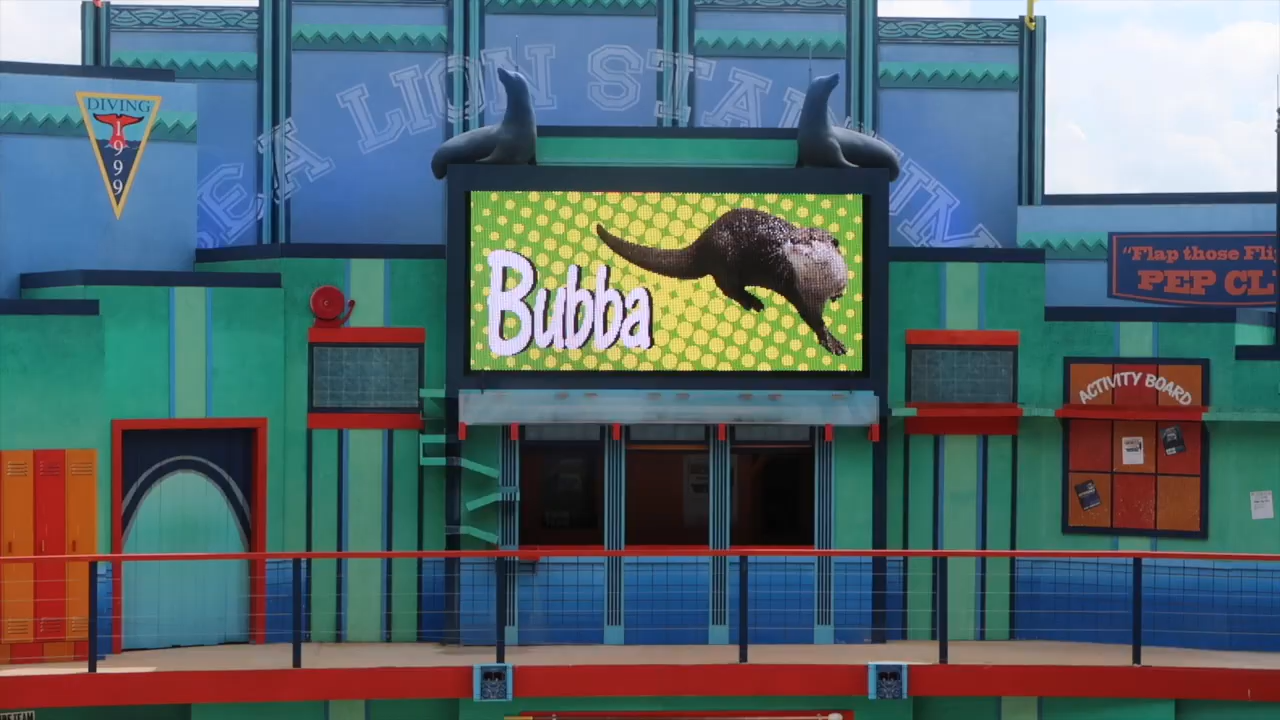 SEA LION STADIUM
DIVING
1999
Bubba
"Flap those Fli
PEP CL
ACTIVITY BOARD